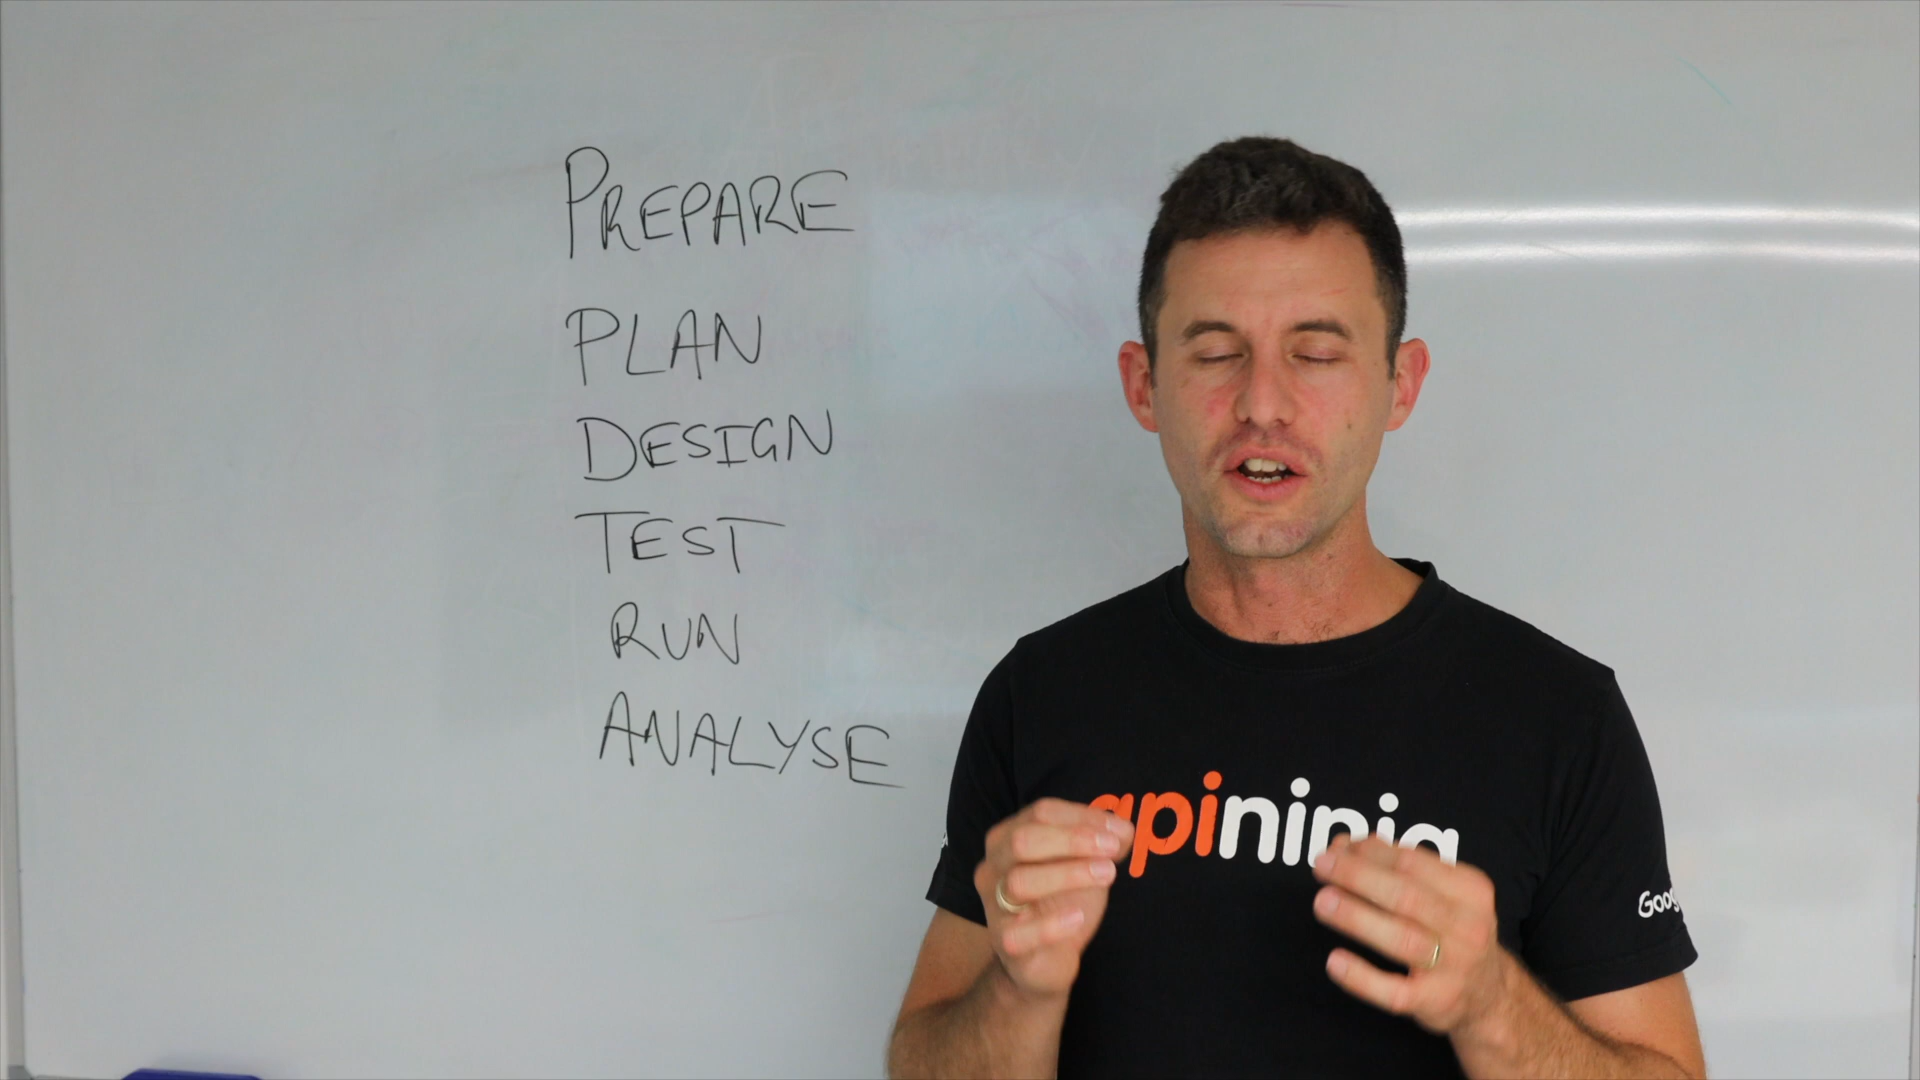 PREPARE
PLAN
DESIGN
TEST
RUN
ANALYSE
apininja